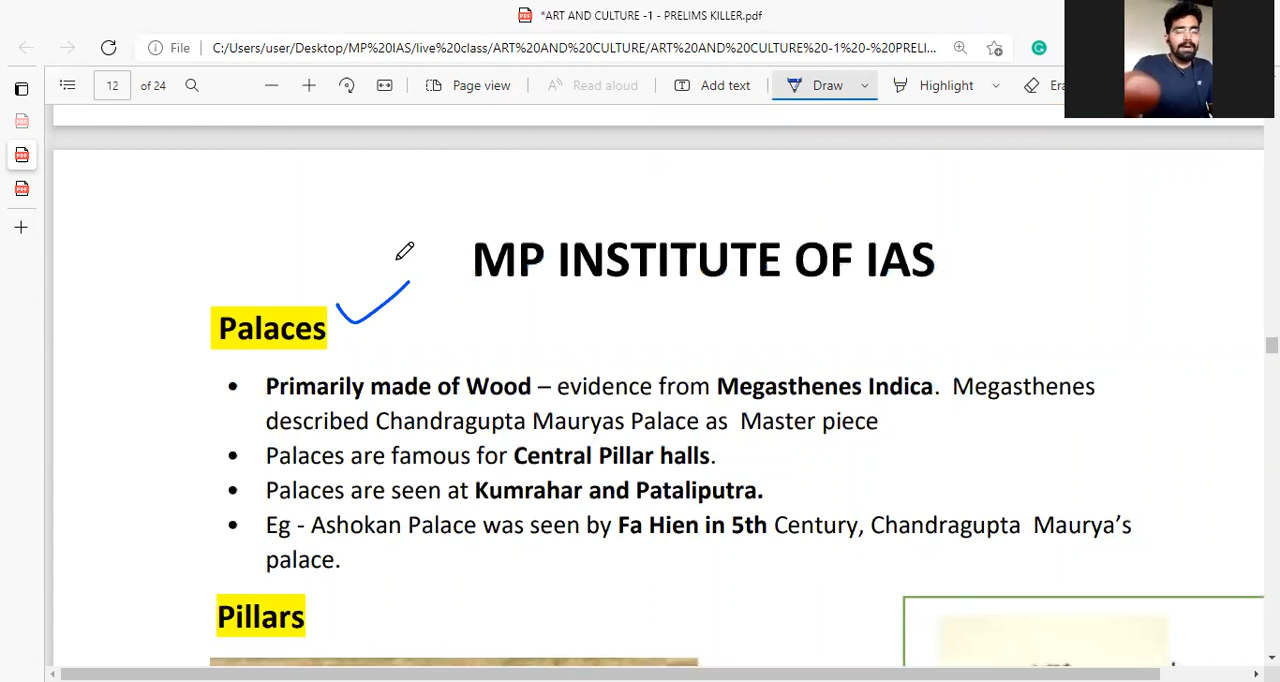 *ART AND CULTURE -1 - PRELIMS KILLER.pdf
File C:/Users/user/Desktop/MP%20IAS/live%20class/ART%20AND%20CULTURE/ART%20AND%20CULTURE%20-1%20-%20PRELI...
12 of 24 Page view Read aloud Add text Draw Highlight Era
MP INSTITUTE OF IAS
Palaces
• Primarily made of Wood – evidence from Megasthenes Indica. Megasthenes
described Chandragupta Mauryas Palace as Master piece
• Palaces are famous for Central Pillar halls.
• Palaces are seen at Kumrahar and Pataliputra.
• Eg - Ashokan Palace was seen by Fa Hien in 5th Century, Chandragupta Maurya’s
palace.
Pillars